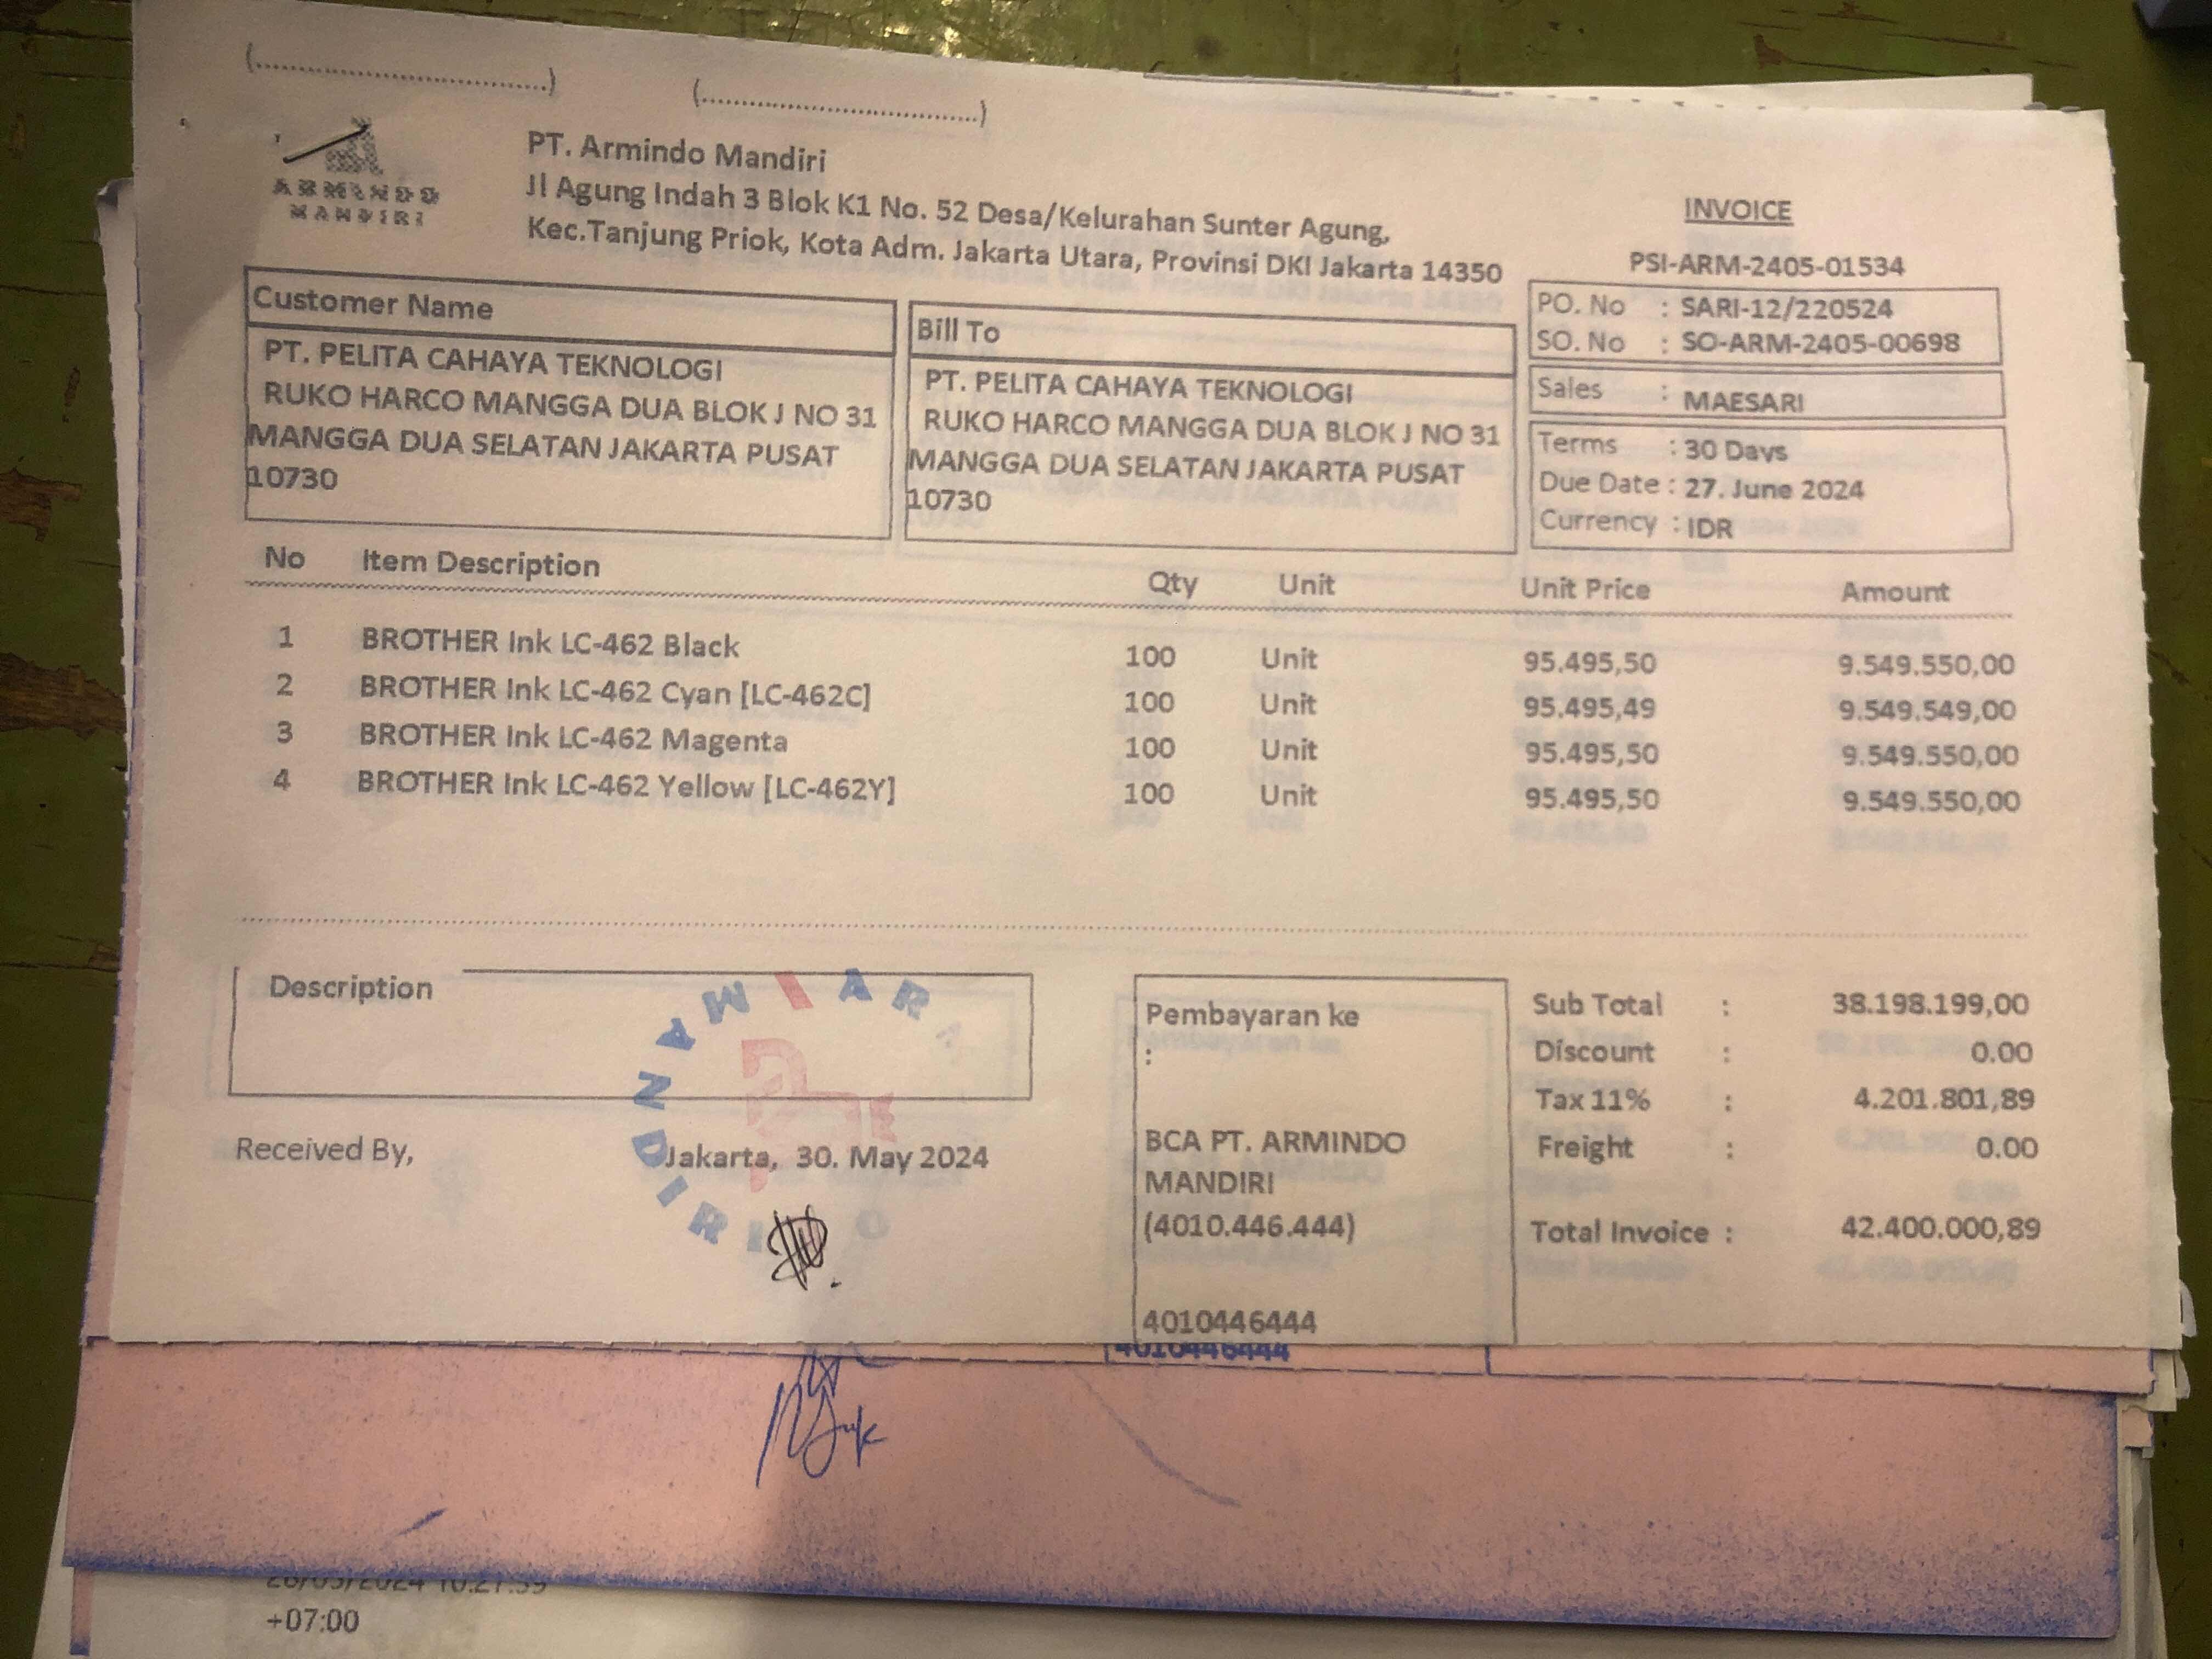 (..................................)
(..................................)
ARMINDO
MANDIRI
PT. Armindo Mandiri
Jl Agung Indah 3 Blok K1 No. 52 Desa/Kelurahan Sunter Agung,
Kec.Tanjung Priok, Kota Adm. Jakarta Utara, Provinsi DKI Jakarta 14350
INVOICE
PSI-ARM-2405-01534
Customer Name
PT. PELITA CAHAYA TEKNOLOGI
RUKO HARCO MANGGA DUA BLOK J NO 31
MANGGA DUA SELATAN JAKARTA PUSAT
10730
Bill To
PT. PELITA CAHAYA TEKNOLOGI
RUKO HARCO MANGGA DUA BLOK J NO 31
MANGGA DUA SELATAN JAKARTA PUSAT
10730
PO. No : SARI-12/220524
SO. No : SO-ARM-2405-00698
Sales : MAESARI
Terms : 30 Days
Due Date : 27. June 2024
Currency : IDR
No Item Description Qty Unit Unit Price Amount
1 BROTHER Ink LC-462 Black 100 Unit 95.495,50 9.549.550,00
2 BROTHER Ink LC-462 Cyan [LC-462C] 100 Unit 95.495,49 9.549.549,00
3 BROTHER Ink LC-462 Magenta 100 Unit 95.495,50 9.549.550,00
4 BROTHER Ink LC-462 Yellow [LC-462Y] 100 Unit 95.495,50 9.549.550,00
Description
Received By,
Jakarta, 30. May 2024
MANDIRI
Pembayaran ke
:
BCA PT. ARMINDO
MANDIRI
(4010.446.444)
4010446444
Sub Total : 38.198.199,00
Discount : 0.00
Tax 11% : 4.201.801,89
Freight : 0.00
Total Invoice : 42.400.000,89
4010446444
+07:00